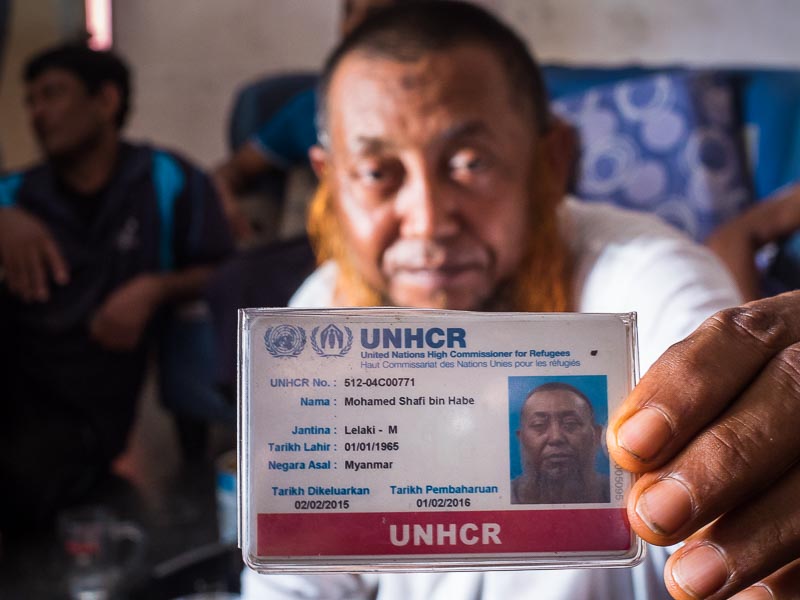 UNHCR
United Nations High Commissioner for Refugees
Haut Commissariat des Nations Unies pour les réfugiés
UNHCR No. : 512-04C00771
Nama : Mohamed Shafi bin Habe
Jantina : Lelaki - M
Tarikh Lahir : 01/01/1965
Negara Asal : Myanmar
Tarikh Dikeluarkan Tarikh Pembaharuan
02/02/2015 01/02/2016
UNHCR